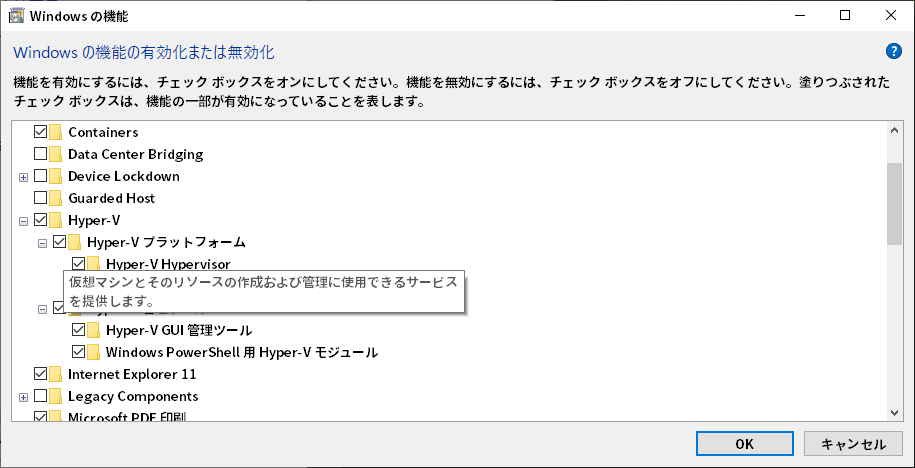 Windows の機能
Windows の機能の有効化または無効化
機能を有効にするには、チェック ボックスをオンにしてください。機能を無効にするには、チェック ボックスをオフにしてください。塗りつぶされた
チェック ボックスは、機能の一部が有効になっていることを表します。
Containers
Data Center Bridging
Device Lockdown
Guarded Host
Hyper-V
Hyper-V プラットフォーム
Hyper-V Hypervisor
仮想マシンとそのリソースの作成および管理に使用できるサービス
を提供します。
Hyper-V GUI 管理ツール
Windows PowerShell 用 Hyper-V モジュール
Internet Explorer 11
Legacy Components
Microsoft PDF 印刷
OK
キャンセル